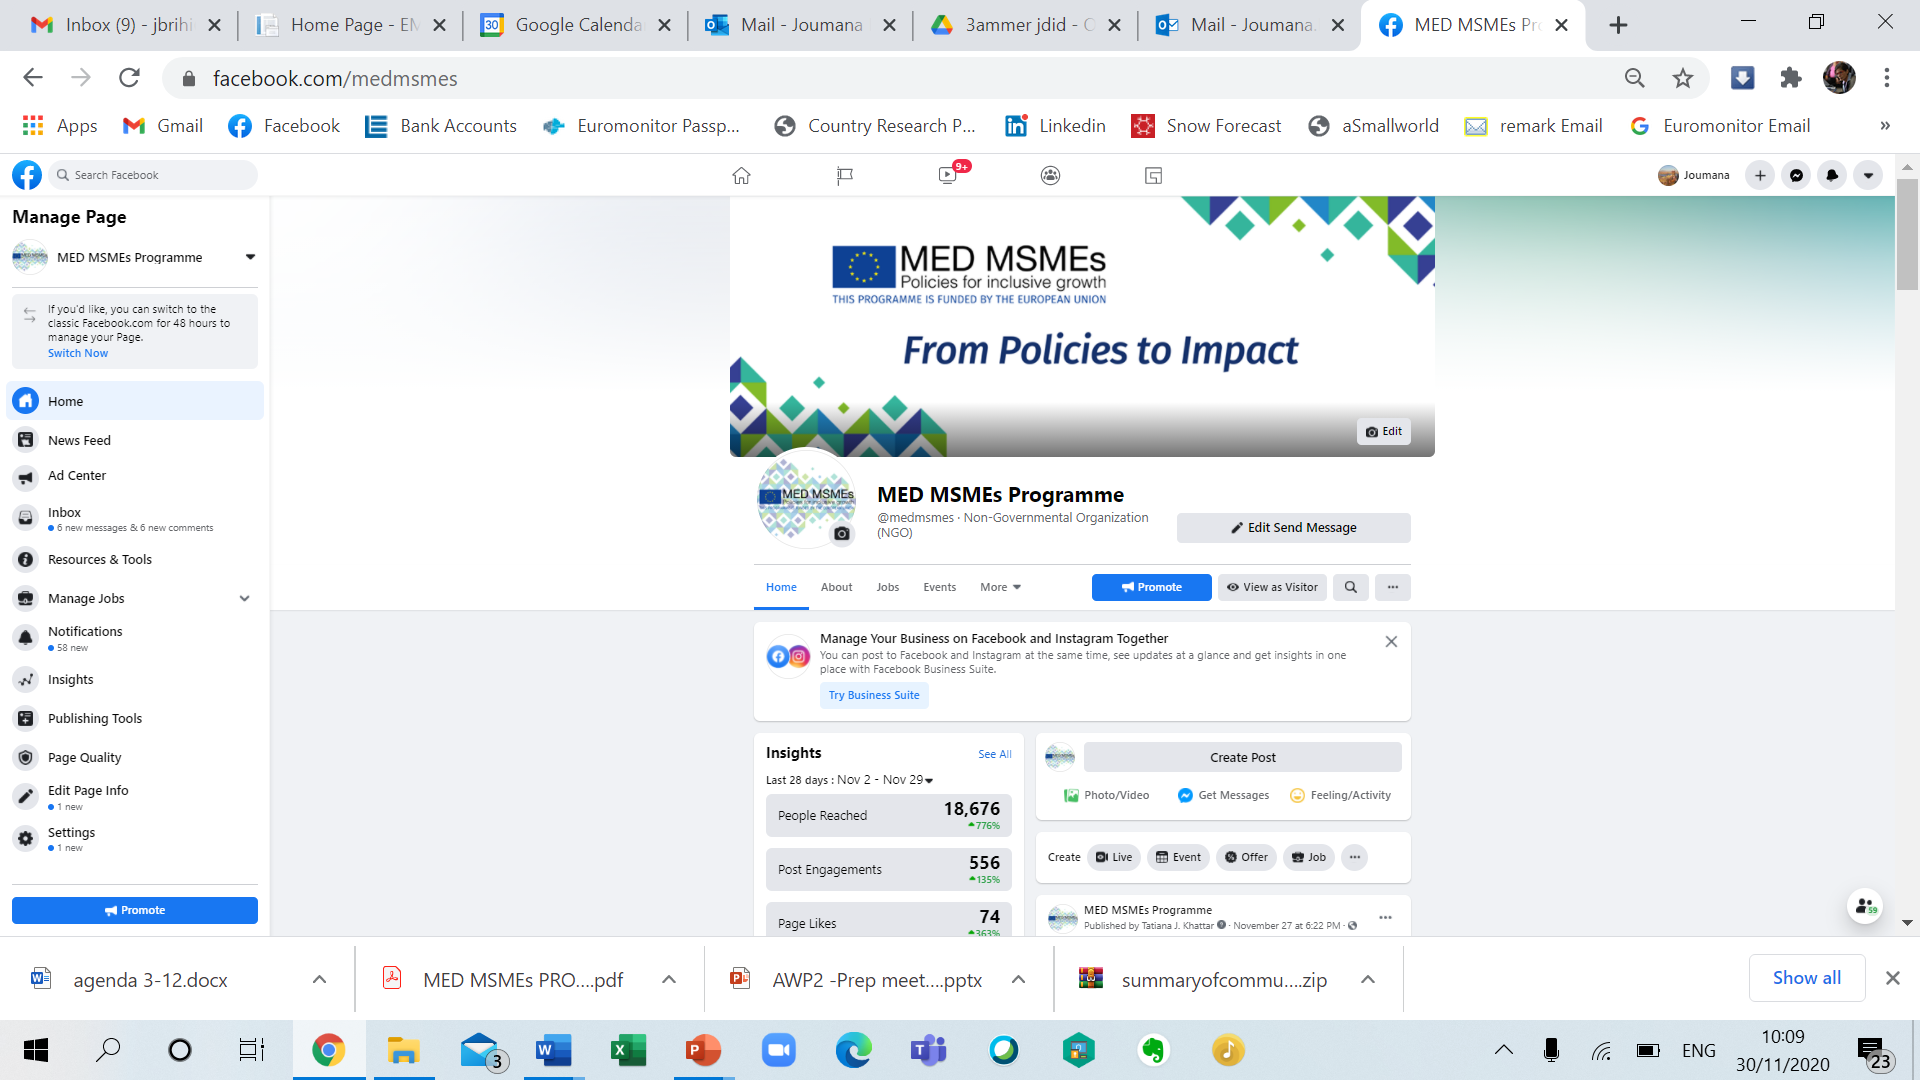 Inbox (9) - jbrihi
Home Page - EM
Google Calenda
Mail - Joumana
3ammer jdid - O
Mail - Joumana.
MED MSMEs Pr
facebook.com/medmsmes
Apps
Gmail
Facebook
Bank Accounts
Euromonitor Passp...
Country Research P...
Linkedin
Snow Forecast
aSmallworld
remark Email
Euromonitor Email
»
Search Facebook
9+
Joumana
Manage Page
MED MSMEs Programme
If you'd like, you can switch to the
classic Facebook.com for 48 hours to
manage your Page.
Switch Now
Home
News Feed
Ad Center
Inbox
6 new messages & 6 new comments
Resources & Tools
Manage Jobs
Notifications
58 new
Insights
Publishing Tools
Page Quality
Edit Page Info
1 new
Settings
1 new
Promote
MED MSMEs
Policies for inclusive growth
THIS PROGRAMME IS FUNDED BY THE EUROPEAN UNION
From Policies to Impact
Edit
MED MSMEs
MED MSMEs Programme
@medmsmes · Non-Governmental Organization
(NGO)
Edit Send Message
Home
About
Jobs
Events
More
Promote
View as Visitor
Manage Your Business on Facebook and Instagram Together
You can post to Facebook and Instagram at the same time, see updates at a glance and get insights in one
place with Facebook Business Suite.
Try Business Suite
Insights
See All
Last 28 days : Nov 2 - Nov 29
People Reached
18,676
776%
Post Engagements
556
135%
Page Likes
74
363%
Create Post
Photo/Video
Get Messages
Feeling/Activity
Create
Live
Event
Offer
Job
MED MSMEs Programme
Published by Tatiana J. Khattar · November 27 at 6:22 PM ·
59
agenda 3-12.docx
MED MSMEs PRO....pdf
AWP2 -Prep meet....pptx
summaryofcommu....zip
Show all
3
ENG
10:09
30/11/2020
23